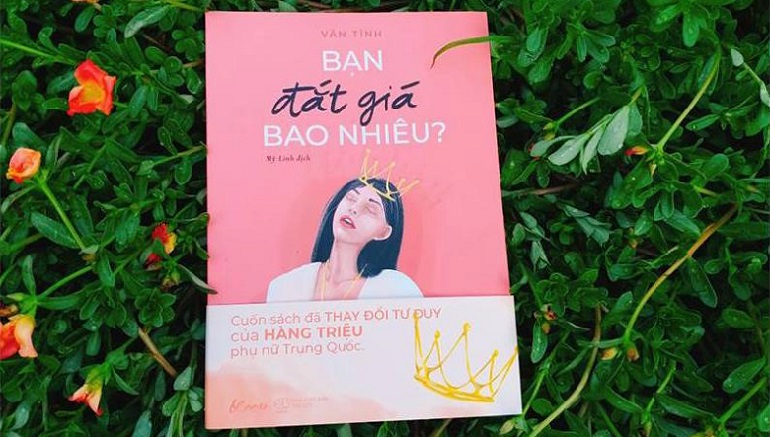 VÃN TÌNH
BẠN
đắt giá
BAO NHIÊU?
Mỹ Linh dịch
Cuốn sách đã THAY ĐỔI TƯ DUY
của HÀNG TRIỆU
phụ nữ Trung Quốc.